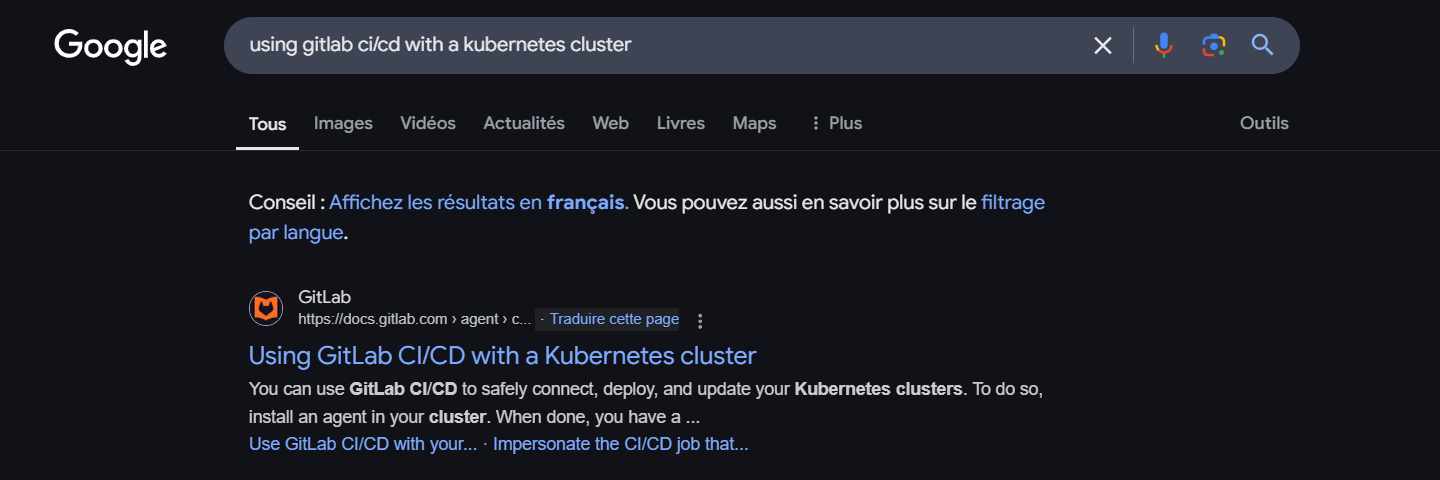 Google
using gitlab ci/cd with a kubernetes cluster
Tous Images Vidéos Actualités Web Livres Maps Plus Outils
Conseil : Affichez les résultats en français. Vous pouvez aussi en savoir plus sur le filtrage
par langue.
GitLab
https://docs.gitlab.com › agent › c... · Traduire cette page
Using GitLab CI/CD with a Kubernetes cluster
You can use GitLab CI/CD to safely connect, deploy, and update your Kubernetes clusters. To do so,
install an agent in your cluster. When done, you have a ...
Use GitLab CI/CD with your... · Impersonate the CI/CD job that...